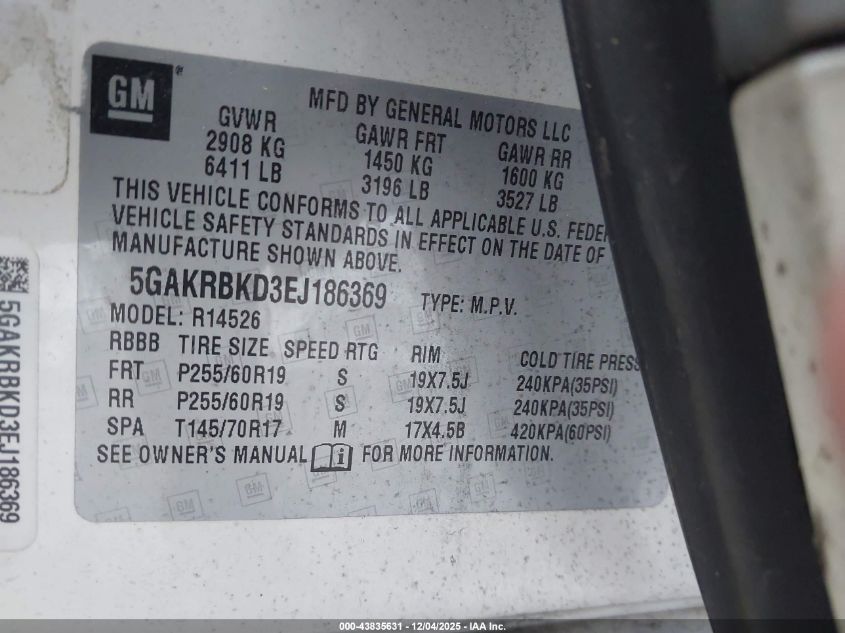 GM
MFD BY GENERAL MOTORS LLC
GVWR GAWR FRT GAWR RR
2908 KG 1450 KG 1600 KG
6411 LB 3196 LB 3527 LB
THIS VEHICLE CONFORMS TO ALL APPLICABLE U.S. FEDER
VEHICLE SAFETY STANDARDS IN EFFECT ON THE DATE OF
MANUFACTURE SHOWN ABOVE.
5GAKRBKD3EJ186369 TYPE: M.P.V.
MODEL: R14526
RBBB TIRE SIZE SPEED RTG RIM COLD TIRE PRESS
FRT P255/60R19 S 19X7.5J 240KPA(35PSI)
RR P255/60R19 S 19X7.5J 240KPA(35PSI)
SPA T145/70R17 M 17X4.5B 420KPA(60PSI)
SEE OWNER'S MANUAL i FOR MORE INFORMATION.
5GAKRBKD3EJ186369
000-43835631 - 12/04/2025 - IAA Inc.